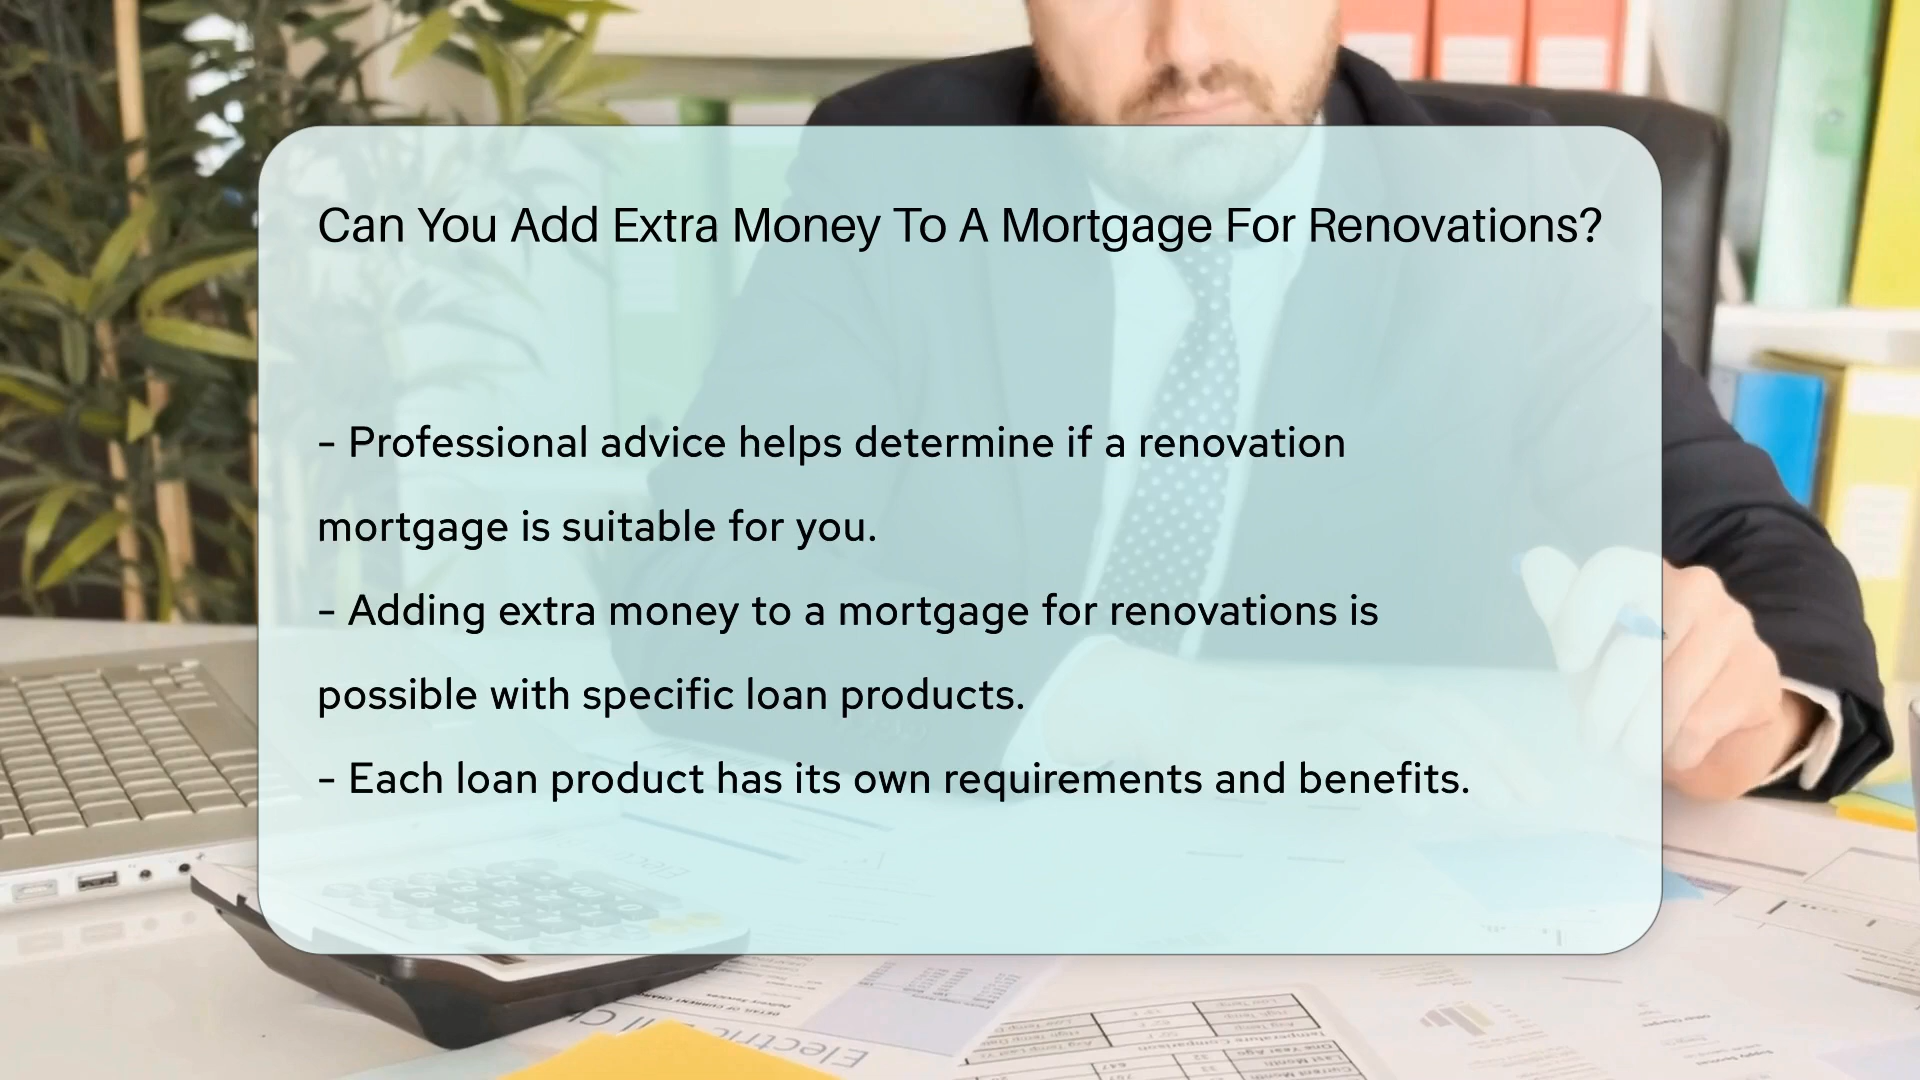 Can You Add Extra Money To A Mortgage For Renovations?
- Professional advice helps determine if a renovation
mortgage is suitable for you.
- Adding extra money to a mortgage for renovations is
possible with specific loan products.
- Each loan product has its own requirements and benefits.